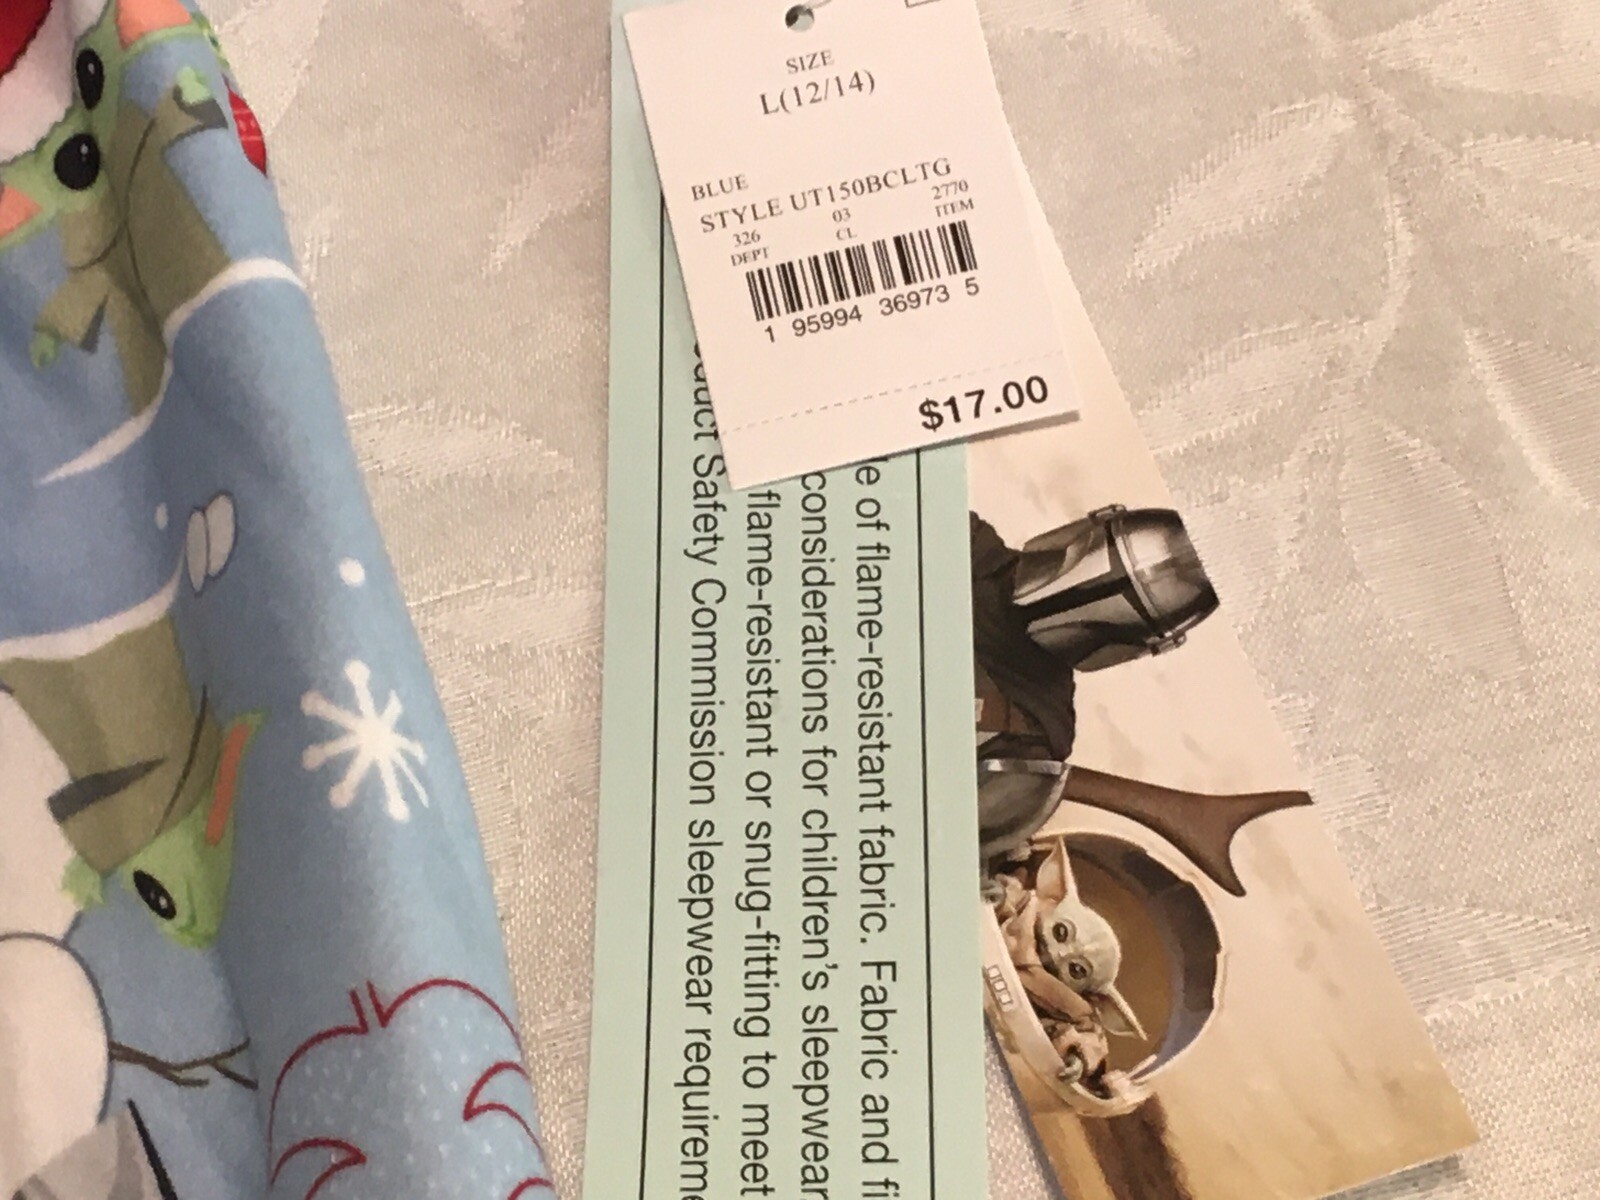 SIZE
L(12/14)
BLUE
STYLE UT150BCLTG
326 03 2770
DEPT CL ITEM
1 95994 36973 5
$17.00
of flame-resistant fabric. Fabric and
considerations for children's sleepwear
flame-resistant or snug-fitting to meet
Safety Commission sleepwear